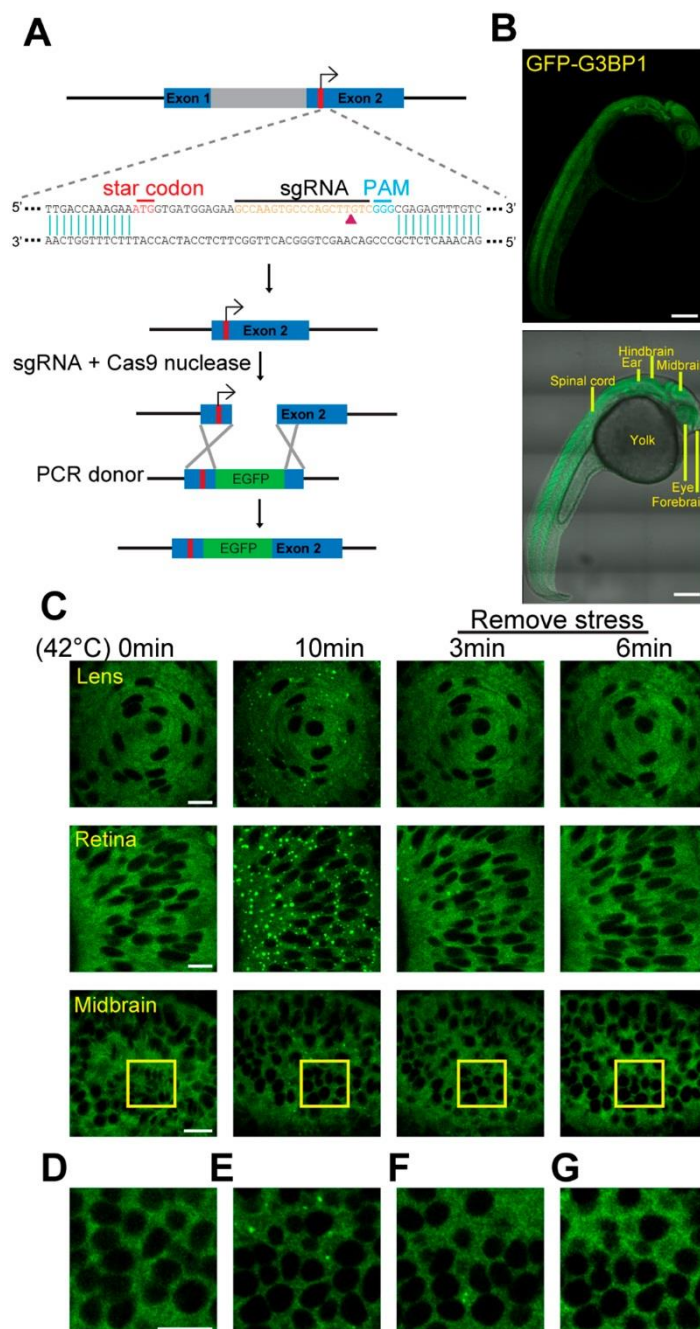 A
Exon 1
Exon 2
star codon
sgRNA
PAM
5' TTGACCAAAGAAATGGTGATGGAGAAGCCAAGTGCCCAGCTTGTCGGGCGAGAGTTTGTC 3'
3' AACTGGTTTCTTTACCACTACCTCTTCGGTTCACGGGTCGAACAGCCCGCTCTCAAACAG 5'
Exon 2
sgRNA + Cas9 nuclease
Exon 2
PCR donor
EGFP
EGFP
Exon 2
B
GFP-G3BP1
Hindbrain
Ear
Midbrain
Spinal cord
Yolk
Eye
Forebrain
C
Remove stress
(42°C) 0min 10min 3min 6min
Lens
Retina
Midbrain
D E F G